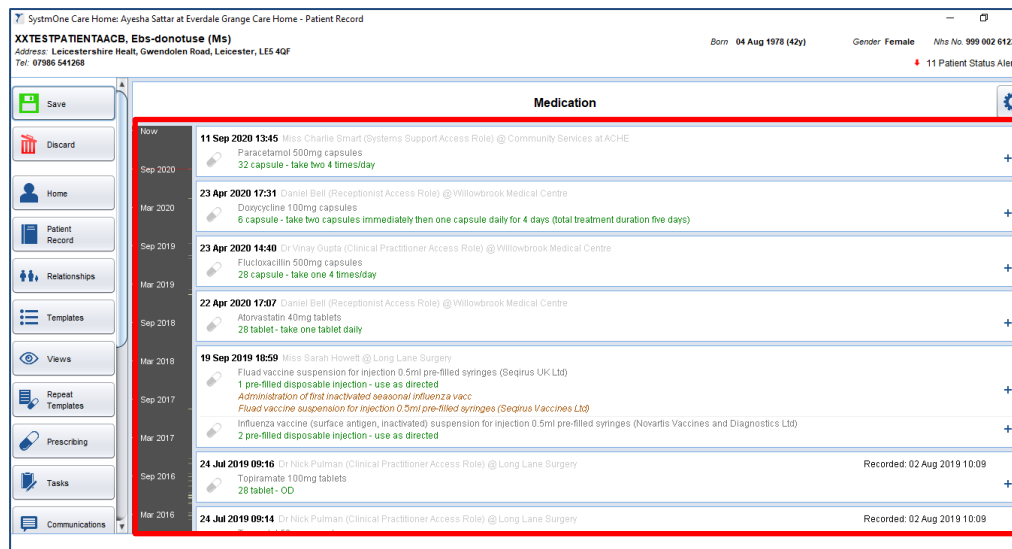 SystmOne Care Home: Ayesha Sattar at Everdale Grange Care Home - Patient Record
XXTESTPATIENTAACB, Ebs-donotuse (Ms)
Born 04 Aug 1978 (42y) Gender Female Nhs No. 999 002 612
Address: Leicestershire Healt, Gwendolen Road, Leicester, LE5 4QF
Tel: 07986 541268
11 Patient Status Aler
Save
Discard
Home
Patient
Record
Relationships
Templates
Views
Repeat
Templates
Prescribing
Tasks
Communications
Medication
Now
Sep 2020
Mar 2020
Sep 2019
Mar 2019
Sep 2018
Mar 2018
Sep 2017
Mar 2017
Sep 2016
Mar 2016
11 Sep 2020 13:45 Miss Charlie Smart (Systems Support Access Role) @ Community Services at ACHE
Paracetamol 500mg capsules
32 capsule - take two 4 times/day
23 Apr 2020 17:31 Daniel Bell (Receptionist Access Role) @ Willowbrook Medical Centre
Doxycycline 100mg capsules
6 capsule - take two capsules immediately then one capsule daily for 4 days (total treatment duration five days)
23 Apr 2020 14:40 Dr Vinay Gupta (Clinical Practitioner Access Role) @ Willowbrook Medical Centre
Flucloxacillin 500mg capsules
28 capsule - take one 4 times/day
22 Apr 2020 17:07 Daniel Bell (Receptionist Access Role) @ Willowbrook Medical Centre
Atorvastatin 40mg tablets
28 tablet - take one tablet daily
19 Sep 2019 18:59 Miss Sarah Howett @ Long Lane Surgery
Fluad vaccine suspension for injection 0.5ml pre-filled syringes (Seqirus UK Ltd)
1 pre-filled disposable injection - use as directed
Administration of first inactivated seasonal influenza vacc
Fluad vaccine suspension for injection 0.5ml pre-filled syringes (Seqirus Vaccines Ltd)
Influenza vaccine (surface antigen, inactivated) suspension for injection 0.5ml pre-filled syringes (Novartis Vaccines and Diagnostics Ltd)
2 pre-filled disposable injection - use as directed
24 Jul 2019 09:16 Dr Nick Pulman (Clinical Practitioner Access Role) @ Long Lane Surgery Recorded: 02 Aug 2019 10:09
Topiramate 100mg tablets
28 tablet - OD
24 Jul 2019 09:14 Dr Nick Pulman (Clinical Practitioner Access Role) @ Long Lane Surgery Recorded: 02 Aug 2019 10:09